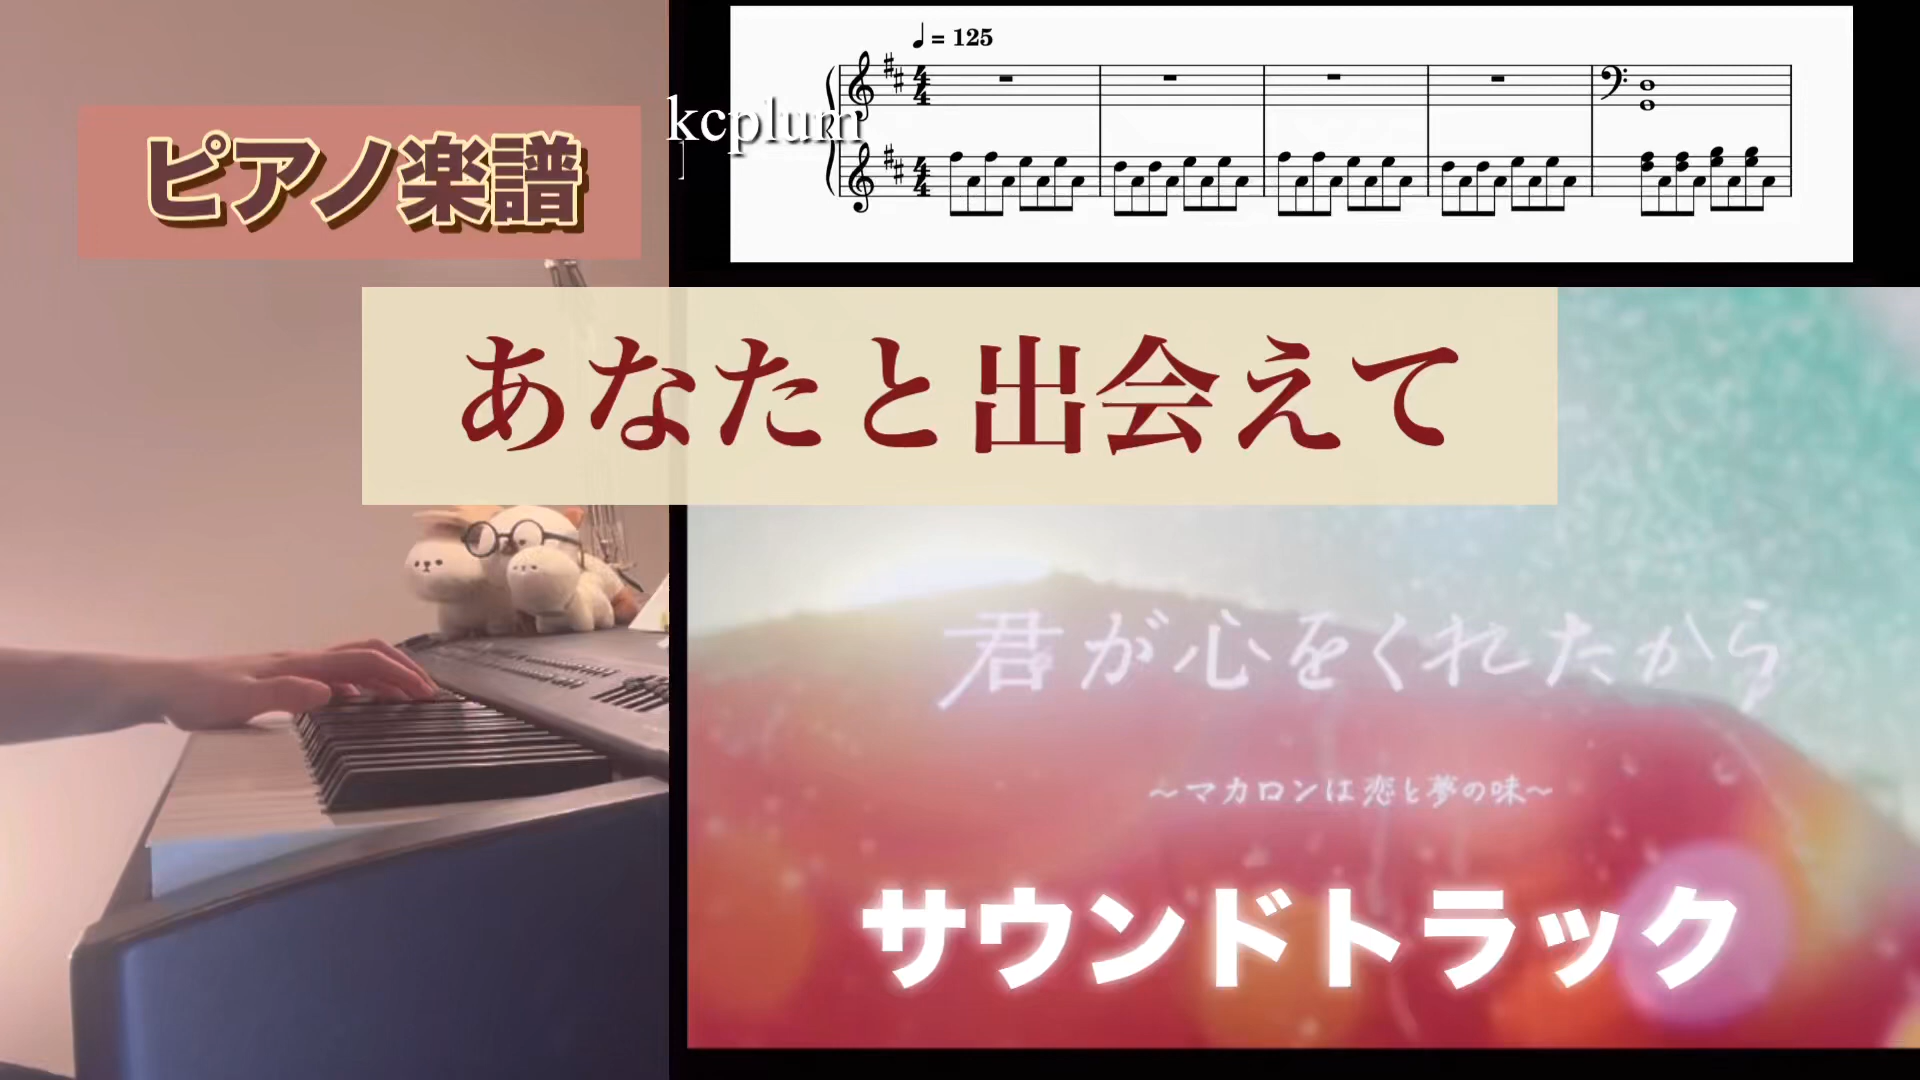 ♩= 125
ピアノ楽譜
kcplum
あなたと出会えて
君が心をくれたから
～マカロンは恋と夢の味～
サウンドトラック